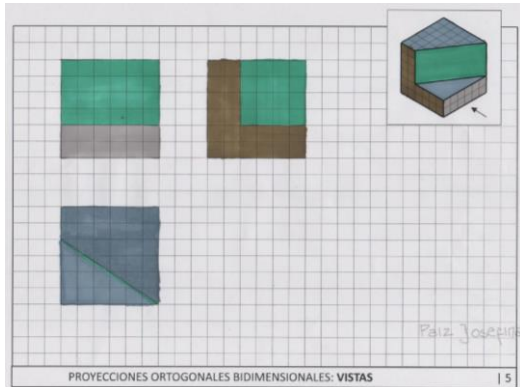 Paiz Josefina
PROYECCIONES ORTOGONALES BIDIMENSIONALES: VISTAS | 5